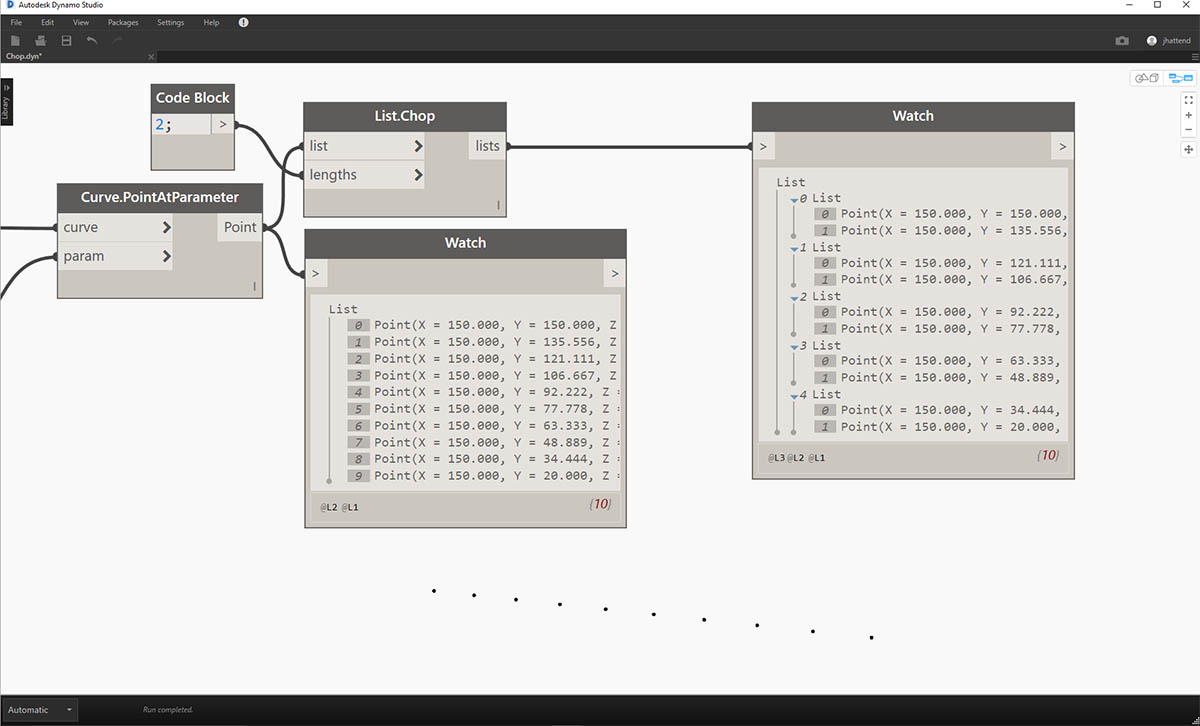 Autodesk Dynamo Studio
File Edit View Packages Settings Help !
jhattend
Chop.dyn*
Library
Code Block
2; >
List.Chop
list > lists
lengths >
Curve.PointAtParameter
curve > Point
param >
Watch
> >
List
0 Point(X = 150.000, Y = 150.000, Z
1 Point(X = 150.000, Y = 135.556, Z
2 Point(X = 150.000, Y = 121.111, Z
3 Point(X = 150.000, Y = 106.667, Z
4 Point(X = 150.000, Y = 92.222, Z =
5 Point(X = 150.000, Y = 77.778, Z =
6 Point(X = 150.000, Y = 63.333, Z =
7 Point(X = 150.000, Y = 48.889, Z =
8 Point(X = 150.000, Y = 34.444, Z =
9 Point(X = 150.000, Y = 20.000, Z =
@L2 @L1 {10}
Watch
> >
List
0 List
0 Point(X = 150.000, Y = 150.000,
1 Point(X = 150.000, Y = 135.556,
1 List
0 Point(X = 150.000, Y = 121.111,
1 Point(X = 150.000, Y = 106.667,
2 List
0 Point(X = 150.000, Y = 92.222,
1 Point(X = 150.000, Y = 77.778,
3 List
0 Point(X = 150.000, Y = 63.333,
1 Point(X = 150.000, Y = 48.889,
4 List
0 Point(X = 150.000, Y = 34.444,
1 Point(X = 150.000, Y = 20.000,
@L3 @L2 @L1 {10}
Automatic Run completed.